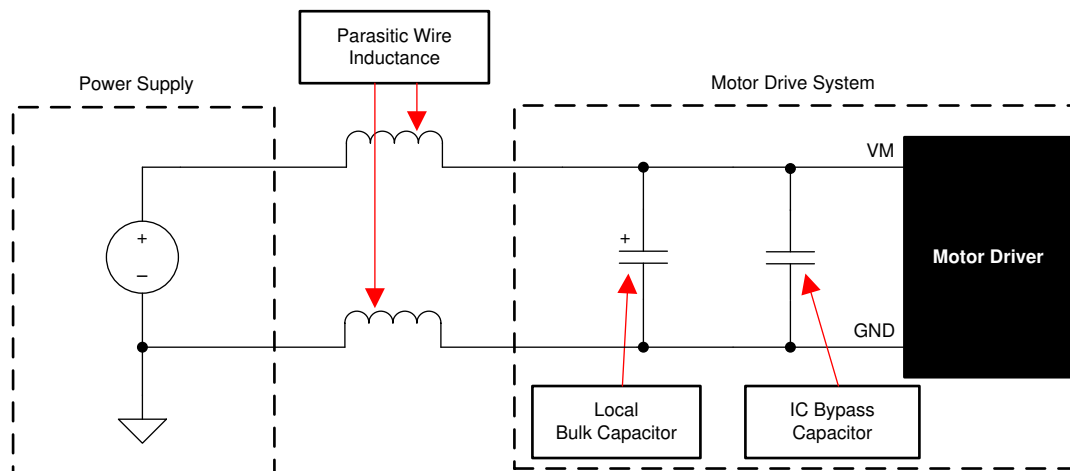 Parasitic Wire
Inductance
Power Supply
Motor Drive System
VM
+
–
+
Motor Driver
GND
Local
Bulk Capacitor
IC Bypass
Capacitor